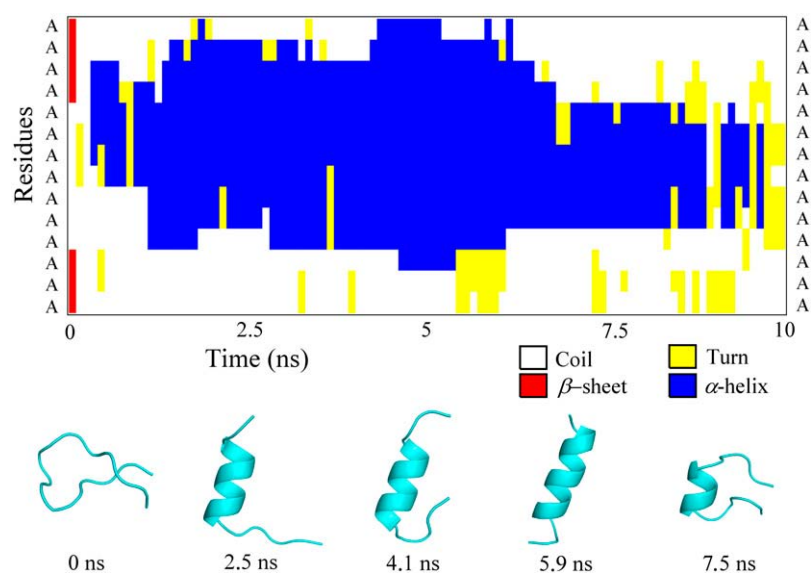 A A
A A
A A
A A
A A
A A
A A
A A
A A
A A
A A
A A
A A
A A
Residues
0 2.5 5 7.5 10
Time (ns)
Coil Turn
β-sheet α-helix
0 ns 2.5 ns 4.1 ns 5.9 ns 7.5 ns